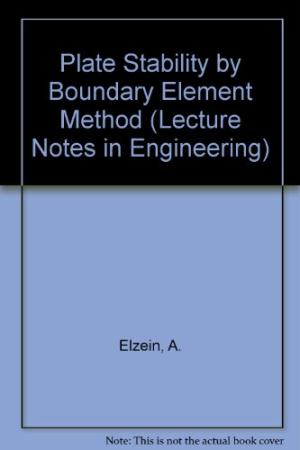 Plate Stability by
Boundary Element
Method (Lecture
Notes in Engineering)
Elzein, A.
Note: This is not the actual book cover